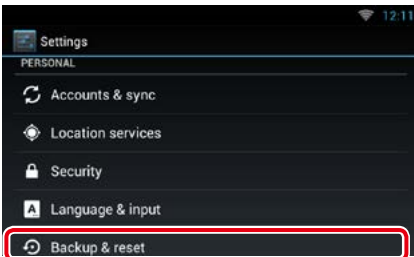 12:11
Settings
PERSONAL
Accounts & sync
Location services
Security
A Language & input
Backup & reset